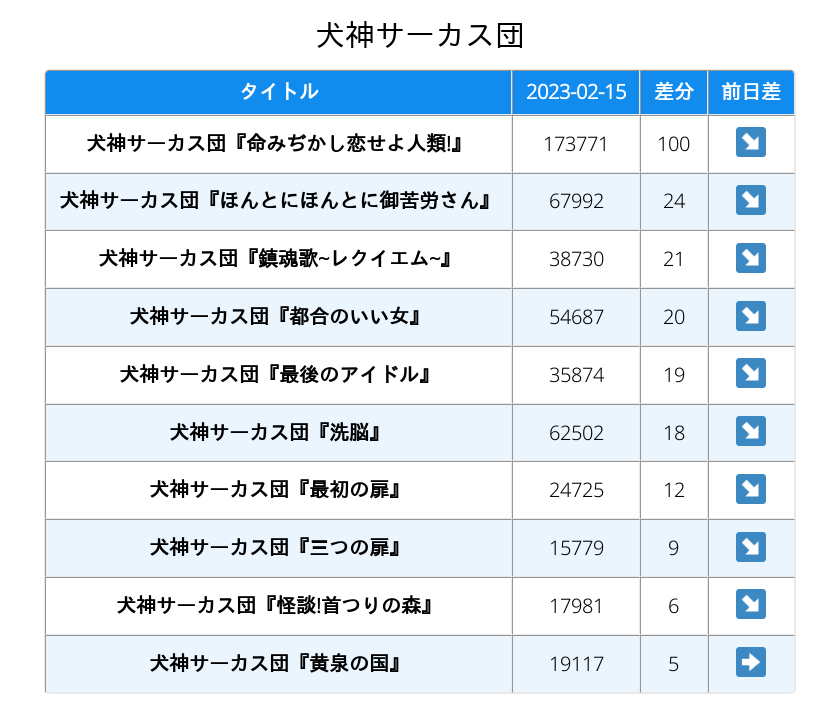 犬神サーカス団
タイトル 2023-02-15 差分 前日差
犬神サーカス団『命みぢかし恋せよ人類!』 173771 100 ↘
犬神サーカス団『ほんとにほんとに御苦労さん』 67992 24 ↘
犬神サーカス団『鎮魂歌~レクイエム~』 38730 21 ↘
犬神サーカス団『都合のいい女』 54687 20 ↘
犬神サーカス団『最後のアイドル』 35874 19 ↘
犬神サーカス団『洗脳』 62502 18 ↘
犬神サーカス団『最初の扉』 24725 12 ↘
犬神サーカス団『三つの扉』 15779 9 ↘
犬神サーカス団『怪談!首つりの森』 17981 6 ↘
犬神サーカス団『黄泉の国』 19117 5 ➡